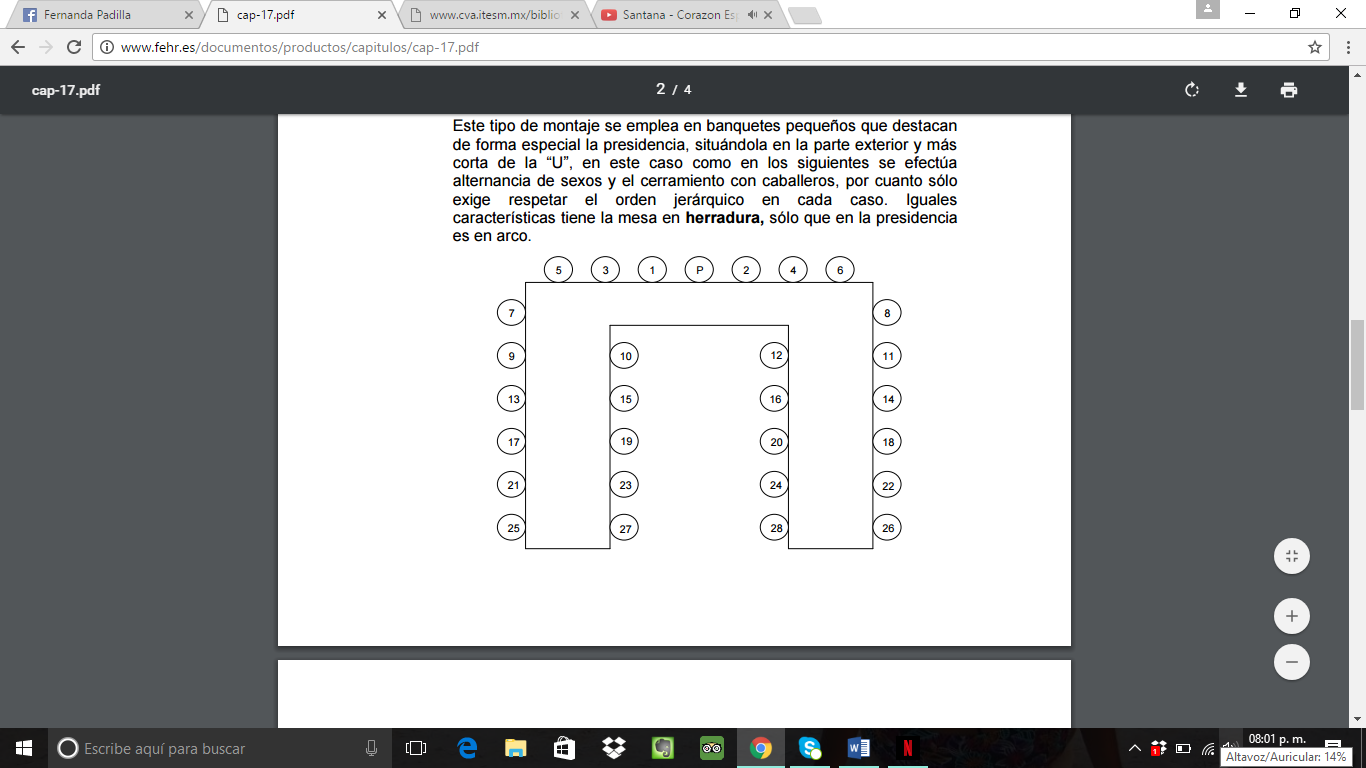 Fernanda Padilla
cap-17.pdf
www.cva.itesm.mx/biblio
Santana - Corazon Es
www.fehr.es/documentos/productos/capitulos/cap-17.pdf
cap-17.pdf
2 / 4
Este tipo de montaje se emplea en banquetes pequeños que destacan
de forma especial la presidencia, situándola en la parte exterior y más
corta de la “U”, en este caso como en los siguientes se efectúa
alternancia de sexos y el cerramiento con caballeros, por cuanto sólo
exige respetar el orden jerárquico en cada caso. Iguales
características tiene la mesa en herradura, sólo que en la presidencia
es en arco.
5 3 1 P 2 4 6
7 8
9 10 12 11
13 15 16 14
17 19 20 18
21 23 24 22
25 27 28 26
Escribe aquí para buscar
08:01 p. m.
Altavoz/Auricular: 14%